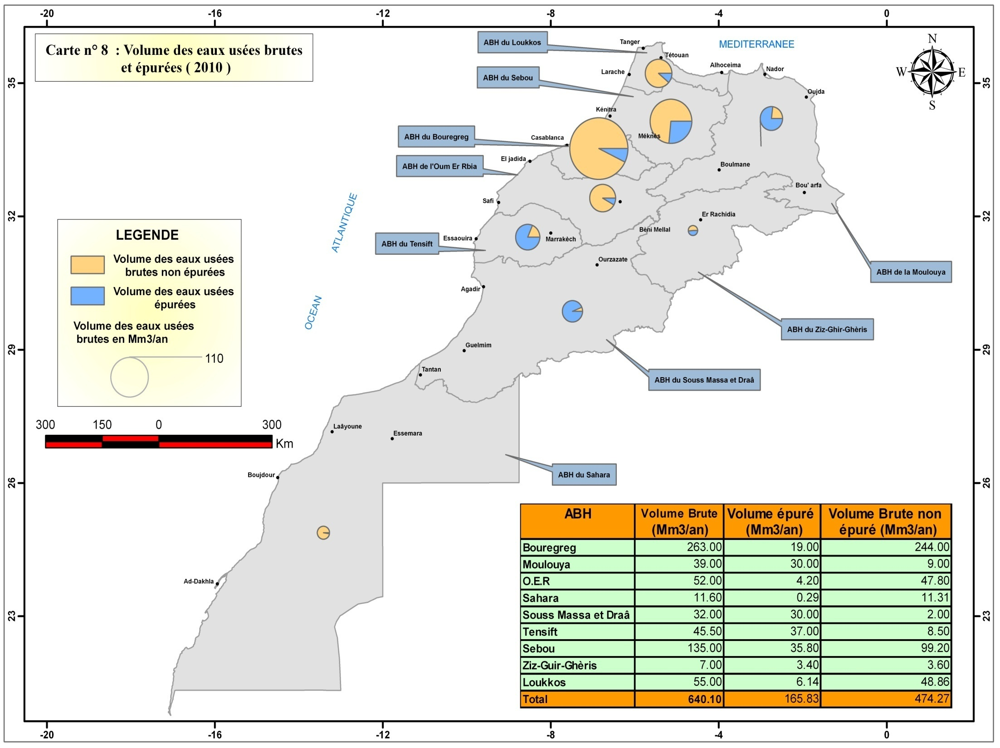 -20 -16 -12 -8 -4 0
Carte n° 8 : Volume des eaux usées brutes
et épurées ( 2010 )
ABH du Loukkos
Tanger
MEDITERRANEE
N
Tétouan
Alhoceima
Nador
W
E
Larache
ABH du Sebou
35
35
Oujda
S
Kénitra
ABH du Bouregreg
Casablanca
Méknès
El jadida
ABH de l'Oum Er Rbia
Boulmane
Bou' arfa
Safi
32
32
Er Rachidia
Bèni Mellal
ATLANTIQUE
OCEAN
Essaouira
Marrakèch
ABH du Tensift
Ourzazate
ABH de la Moulouya
Agadir
ABH du Ziz-Ghir-Ghèris
LEGENDE
Volume des eaux usées
brutes non épurées
Volume des eaux usées
épurées
Volume des eaux usées
brutes en Mm3/an
110
29
29
Guelmim
Tantan
ABH du Souss Massa et Draâ
300 150 0 300
Km
Laâyoune
Essemara
Boujdour
ABH du Sahara
26
26
Ad-Dakhla
23
23
ABH Volume Brute (Mm3/an) Volume épuré (Mm3/an) Volume Brute non épuré (Mm3/an)
Bouregreg 263.00 19.00 244.00
Moulouya 39.00 30.00 9.00
O.E.R 52.00 4.20 47.80
Sahara 11.60 0.29 11.31
Souss Massa et Draâ 32.00 30.00 2.00
Tensift 45.50 37.00 8.50
Sebou 135.00 35.80 99.20
Ziz-Guir-Ghèris 7.00 3.40 3.60
Loukkos 55.00 6.14 48.86
Total 640.10 165.83 474.27
-20 -16 -12 -8 -4 0